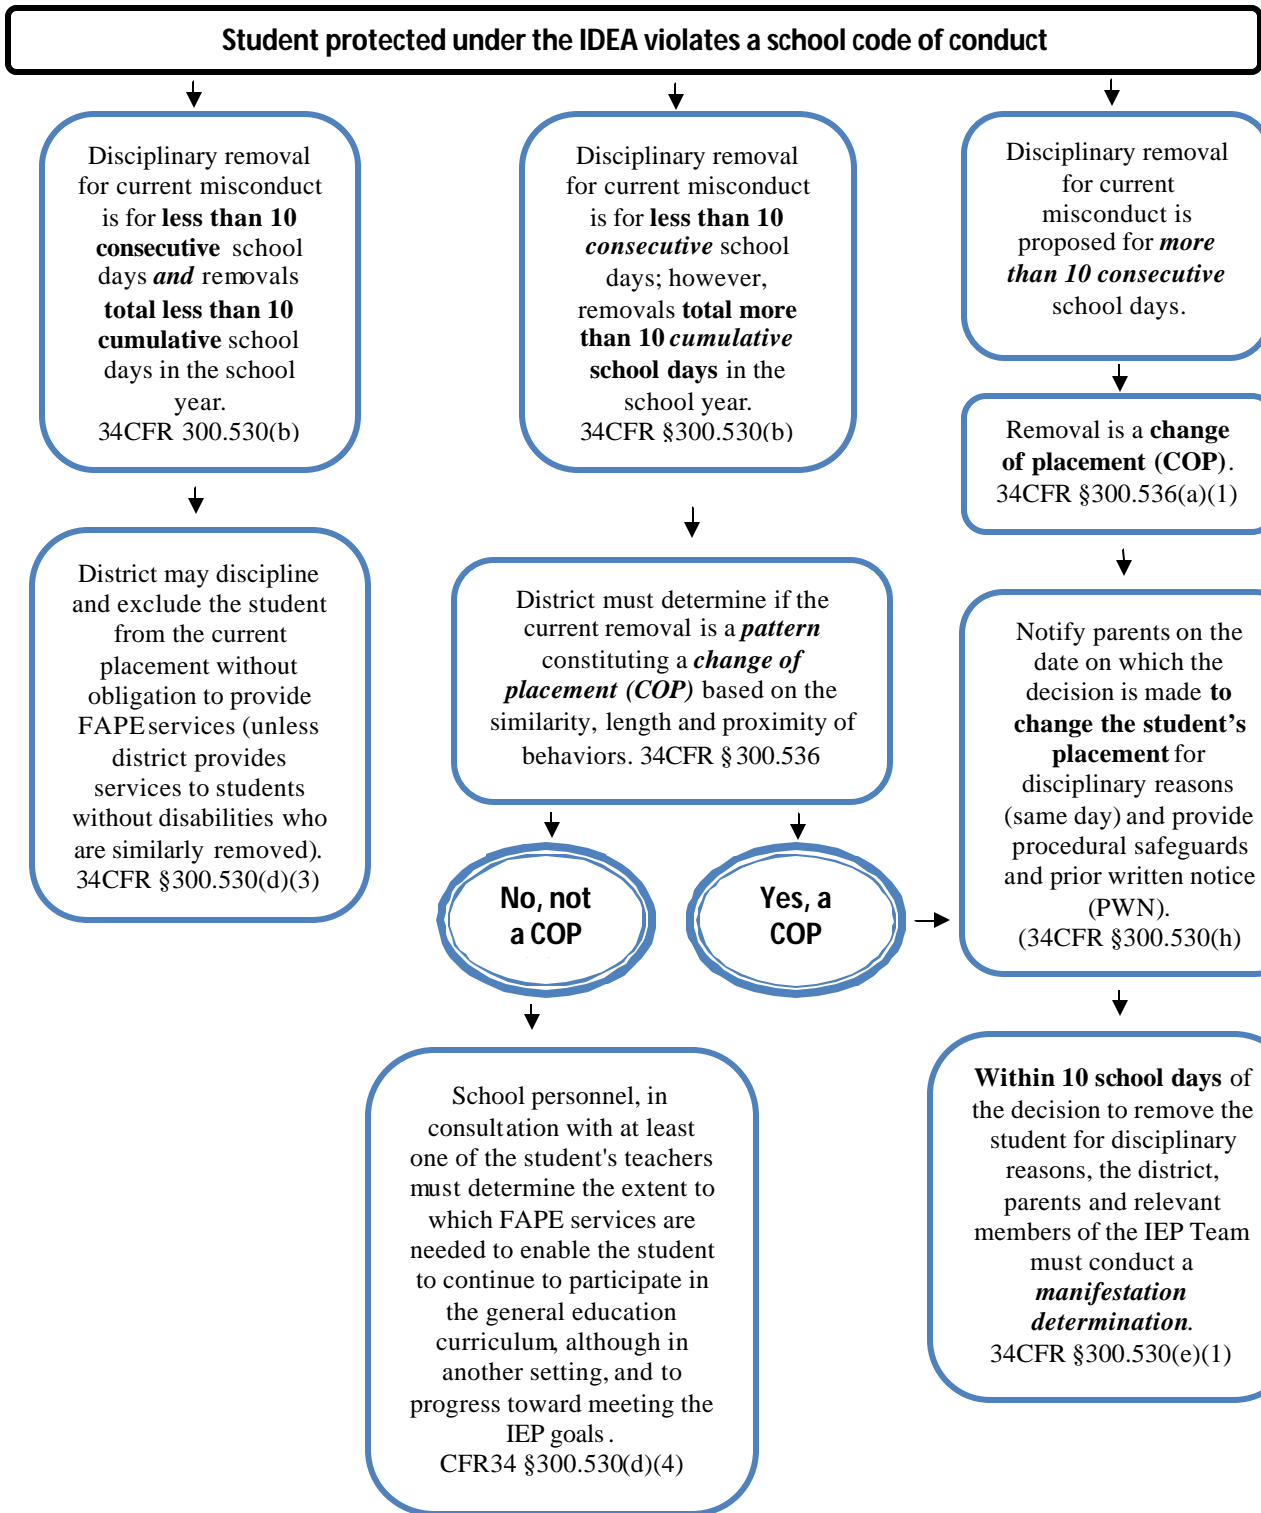 Student protected under the IDEA violates a school code of conduct
Disciplinary removal
for current misconduct
is for less than 10
consecutive school
days and removals
total less than 10
cumulative school
days in the school
year.
34CFR 300.530(b)
District may discipline
and exclude the student
from the current
placement without
obligation to provide
FAPE services (unless
district provides
services to students
without disabilities who
are similarly removed).
34CFR §300.530(d)(3)
Disciplinary removal
for current misconduct
is for less than 10
consecutive school
days; however,
removals total more
than 10 cumulative
school days in the
school year.
34CFR §300.530(b)
District must determine if the
current removal is a pattern
constituting a change of
placement (COP) based on the
similarity, length and proximity of
behaviors. 34CFR §300.536
No, not
a COP
Yes, a
COP
School personnel, in
consultation with at least
one of the student's teachers
must determine the extent to
which FAPE services are
needed to enable the student
to continue to participate in
the general education
curriculum, although in
another setting, and to
progress toward meeting the
IEP goals.
CFR34 §300.530(d)(4)
Disciplinary removal
for current
misconduct is
proposed for more
than 10 consecutive
school days.
Removal is a change
of placement (COP).
34CFR §300.536(a)(1)
Notify parents on the
date on which the
decision is made to
change the student’s
placement for
disciplinary reasons
(same day) and provide
procedural safeguards
and prior written notice
(PWN).
(34CFR §300.530(h)
Within 10 school days of
the decision to remove the
student for disciplinary
reasons, the district,
parents and relevant
members of the IEP Team
must conduct a
manifestation
determination.
34CFR §300.530(e)(1)